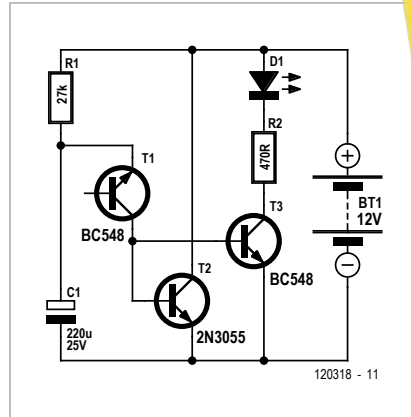 R1
27k
D1
R2
470R
T1
BC548
T3
BC548
T2
2N3055
C1
220u
25V
+
BT1
12V
−
120318 - 11